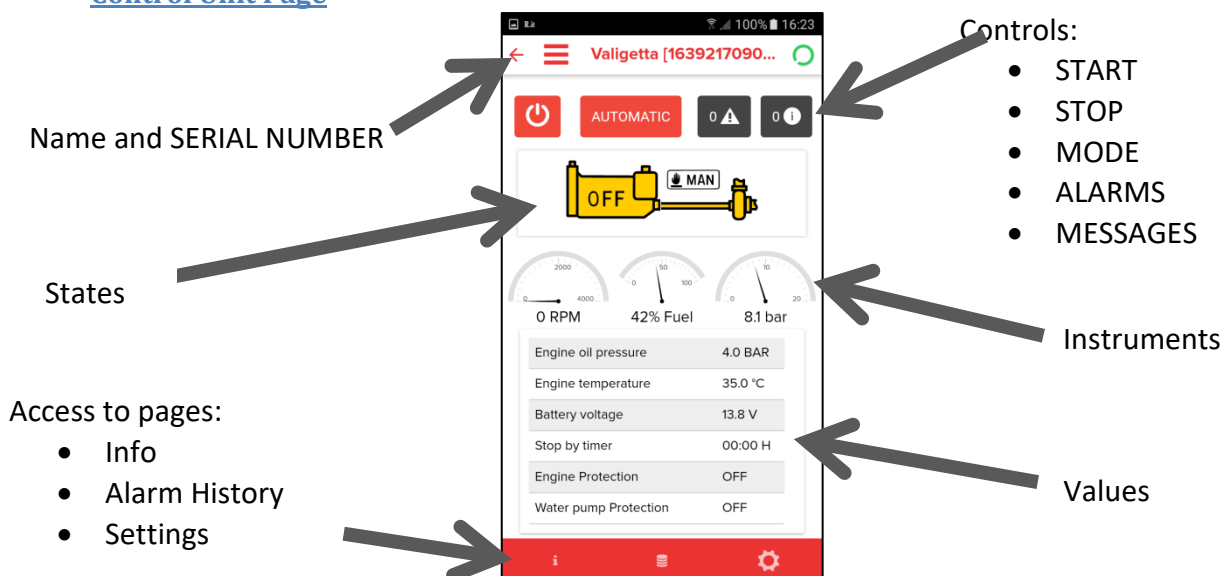 Control Unit Page
100% 16:23
Valigetta [1639217090...
AUTOMATIC
0
0
OFF
MAN
2000
0
4000
0 RPM
50
0
100
42% Fuel
10
0
20
8.1 bar
Engine oil pressure 4.0 BAR
Engine temperature 35.0 °C
Battery voltage 13.8 V
Stop by timer 00:00 H
Engine Protection OFF
Water pump Protection OFF
Name and SERIAL NUMBER
States
Access to pages:
• Info
• Alarm History
• Settings
Controls:
• START
• STOP
• MODE
• ALARMS
• MESSAGES
Instruments
Values